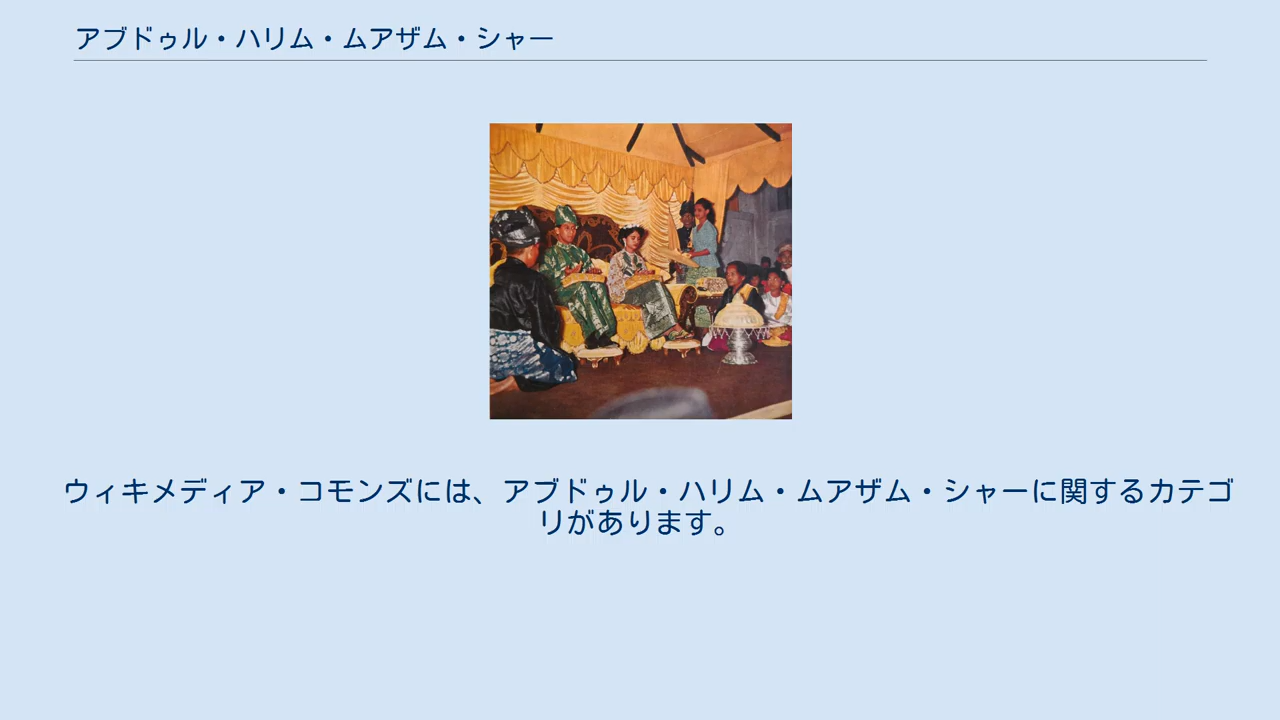 アブドゥル・ハリム・ムアザム・シャー
ウィキメディア・コモンズには、アブドゥル・ハリム・ムアザム・シャーに関するカテゴ
リがあります。